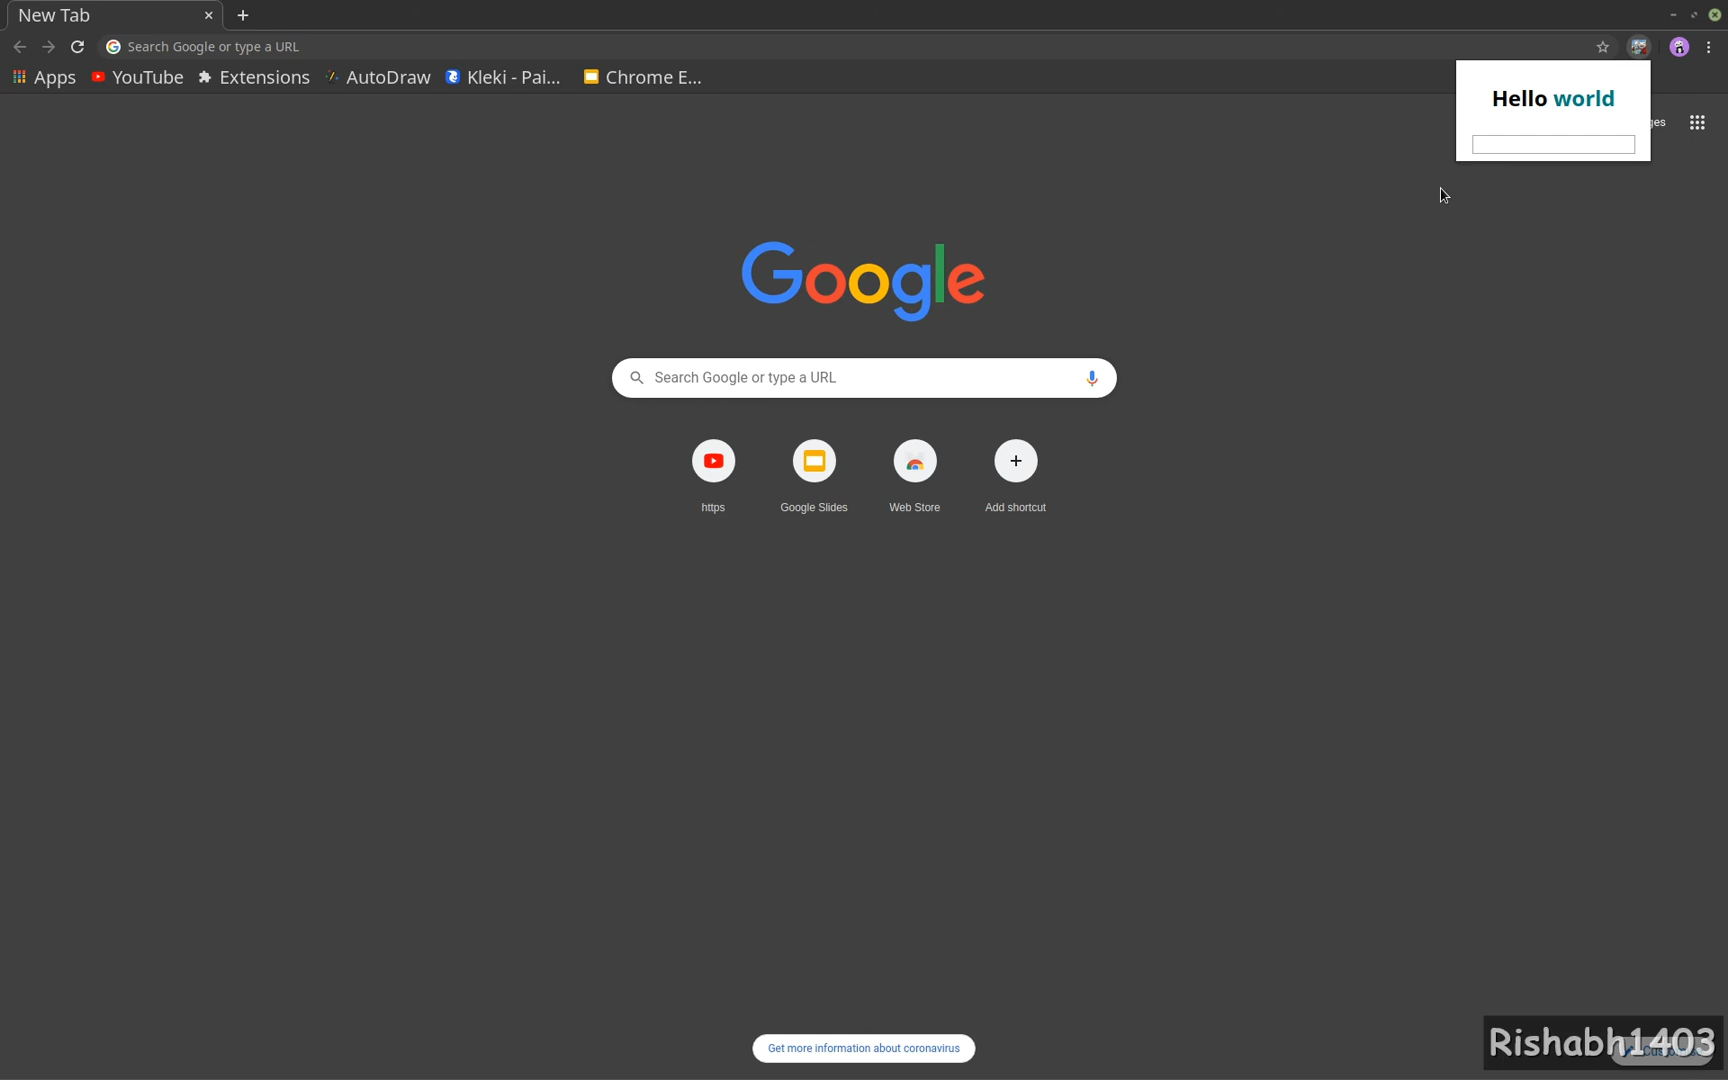 New Tab
Search Google or type a URL
Apps YouTube Extensions AutoDraw Kleki - Pai... Chrome E...
Hello world
ges
Google
Search Google or type a URL
https Google Slides Web Store Add shortcut
Get more information about coronavirus
Rishabh1403